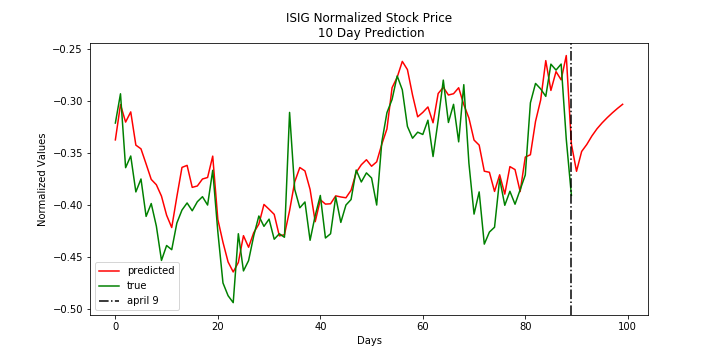 ISIG Normalized Stock Price
10 Day Prediction
Normalized Values
−0.25
−0.30
−0.35
−0.40
−0.45
−0.50
predicted
true
april 9
0 20 40 60 80 100
Days